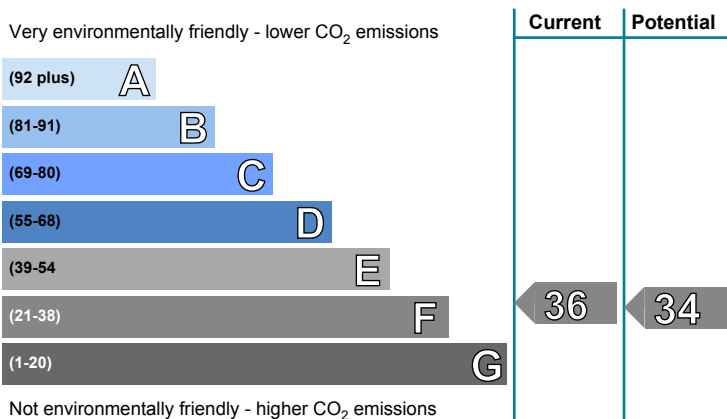 Very environmentally friendly - lower CO2 emissions
Current
Potential
(92 plus) A
(81-91) B
(69-80) C
(55-68) D
(39-54 E
(21-38) F
36
34
(1-20) G
Not environmentally friendly - higher CO2 emissions